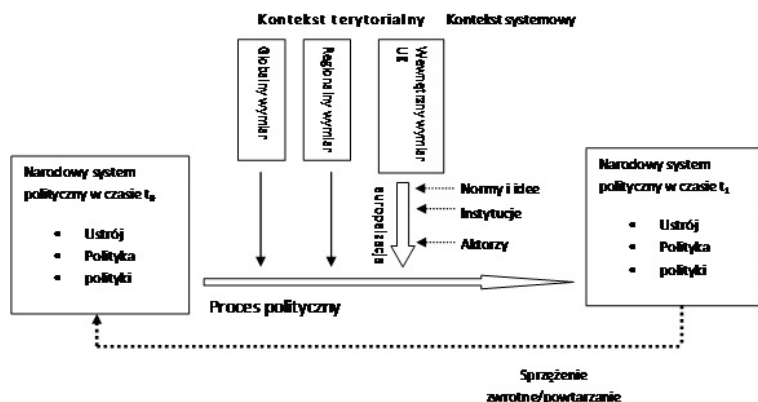 Kontekst terytorialny
Kontekst systemowy
Globalny wymiar
Regionalny wymiar
Wewnętrzny wymiar
UE
Narodowy system
polityczny w czasie t₀
• Ustrój
• Polityka
• polityki
europeizacja
Normy i idee
Instytucje
Aktorzy
Narodowy system
polityczny w czasie t₁
• Ustrój
• Polityka
• polityki
Proces polityczny
Sprzężenie
zwrotne/powtarzanie